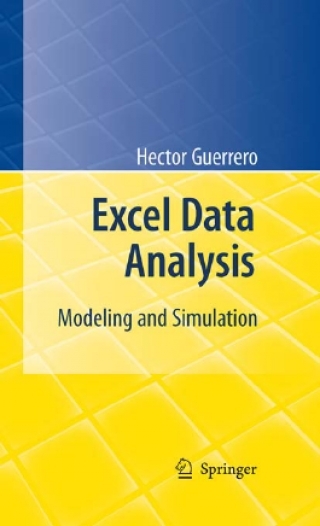 Hector Guerrero
Excel Data
Analysis
Modeling and Simulation
Springer